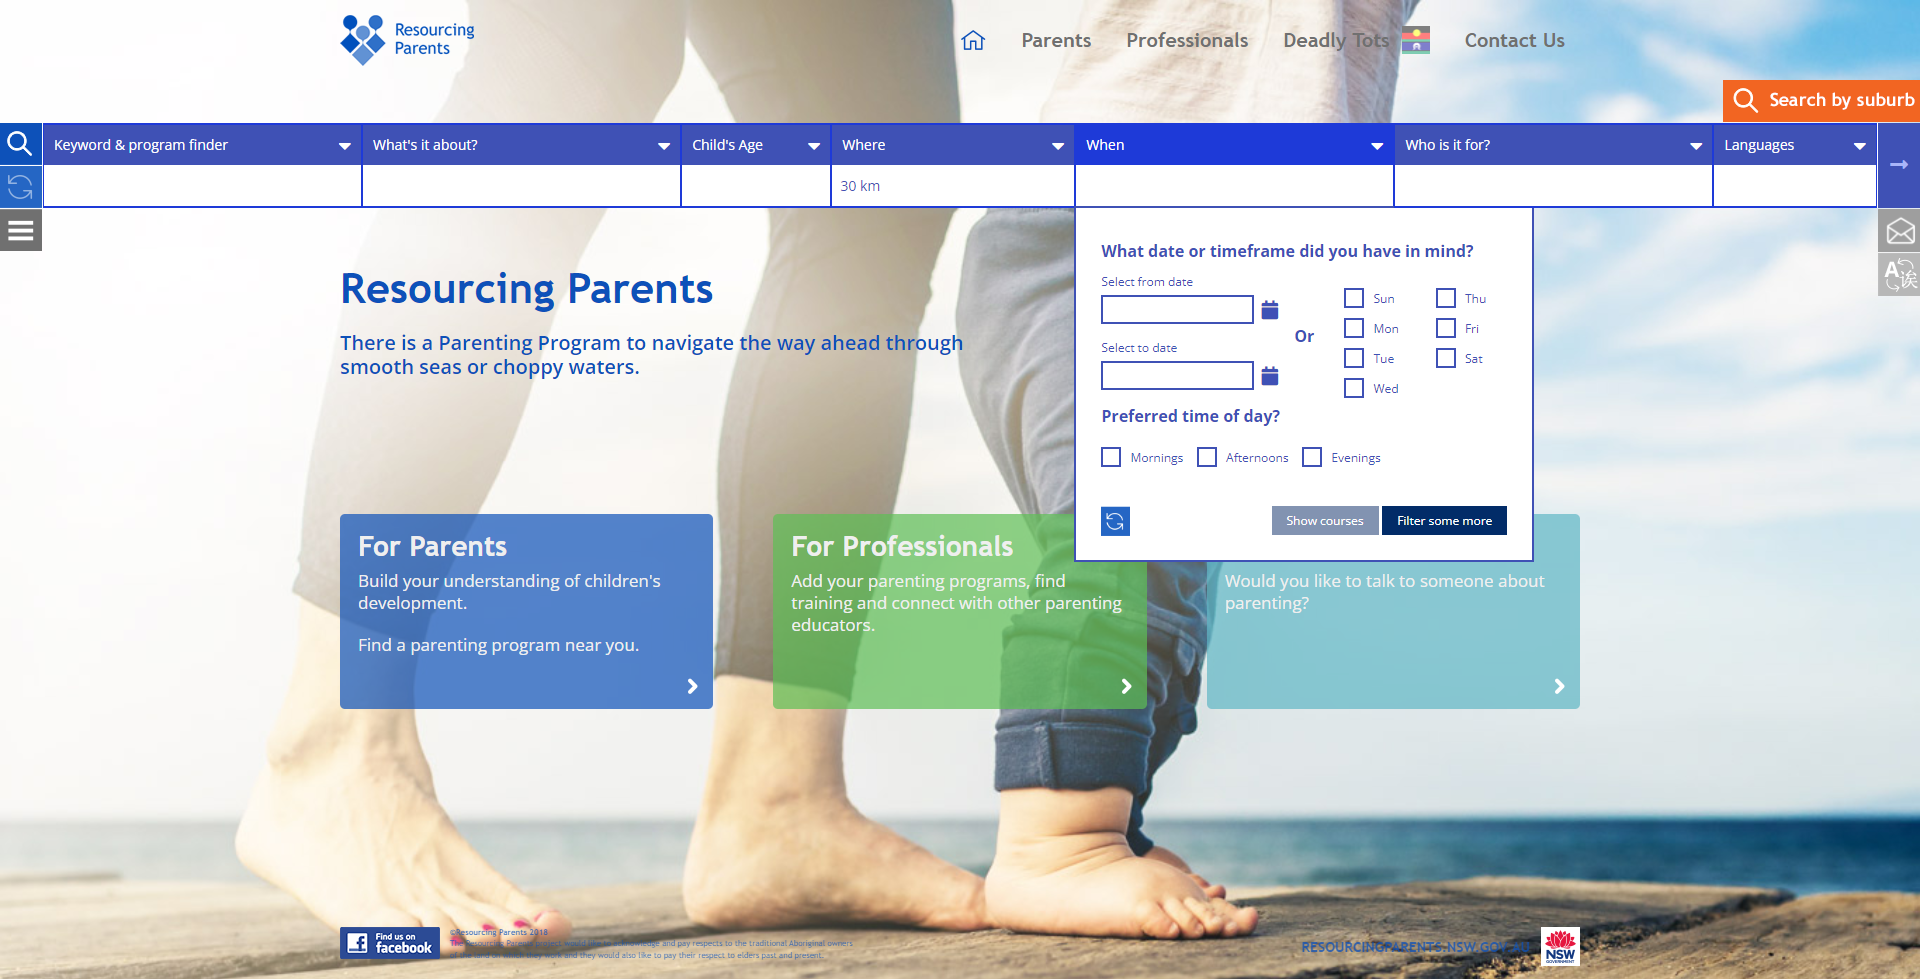 Resourcing
Parents
Parents
Professionals
Deadly Tots
Contact Us
Search by suburb
Keyword & program finder
What's it about?
Child's Age
Where
When
Who is it for?
Languages
30 km
What date or timeframe did you have in mind?
Select from date
Select to date
Or
Sun
Mon
Tue
Wed
Thu
Fri
Sat
Preferred time of day?
Mornings
Afternoons
Evenings
Show courses
Filter some more
A
诶
Resourcing Parents
There is a Parenting Program to navigate the way ahead through
smooth seas or choppy waters.
For Parents
Build your understanding of children's
development.
Find a parenting program near you.
For Professionals
Add your parenting programs, find
training and connect with other parenting
educators.
Would you like to talk to someone about
parenting?
Find us on
facebook
©Resourcing Parents 2018
The Resourcing Parents project would like to acknowledge and pay respects to the traditional Aboriginal owners
of the land on which they work and they would also like to pay their respect to elders past and present.
RESOURCINGPARENTS.NSW.GOV.AU
NSW
GOVERNMENT